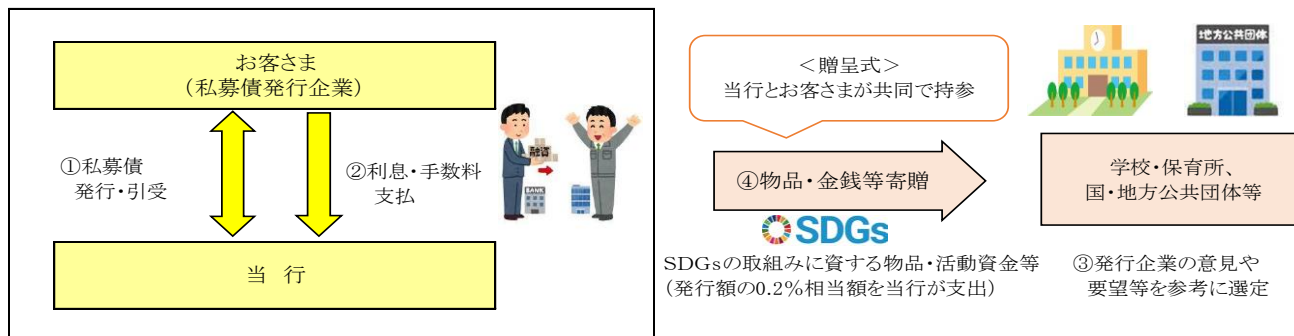 お客さま
(私募債発行企業)
①私募債
発行・引受
②利息・手数料
支払
融資
BANK
当 行
<贈呈式>
当行とお客さまが共同で持参
④物品・金銭等寄贈
SDGs
SDGsの取組みに資する物品・活動資金等
(発行額の0.2%相当額を当行が支出)
地方公共団体
学校・保育所、
国・地方公共団体等
③発行企業の意見や
要望等を参考に選定